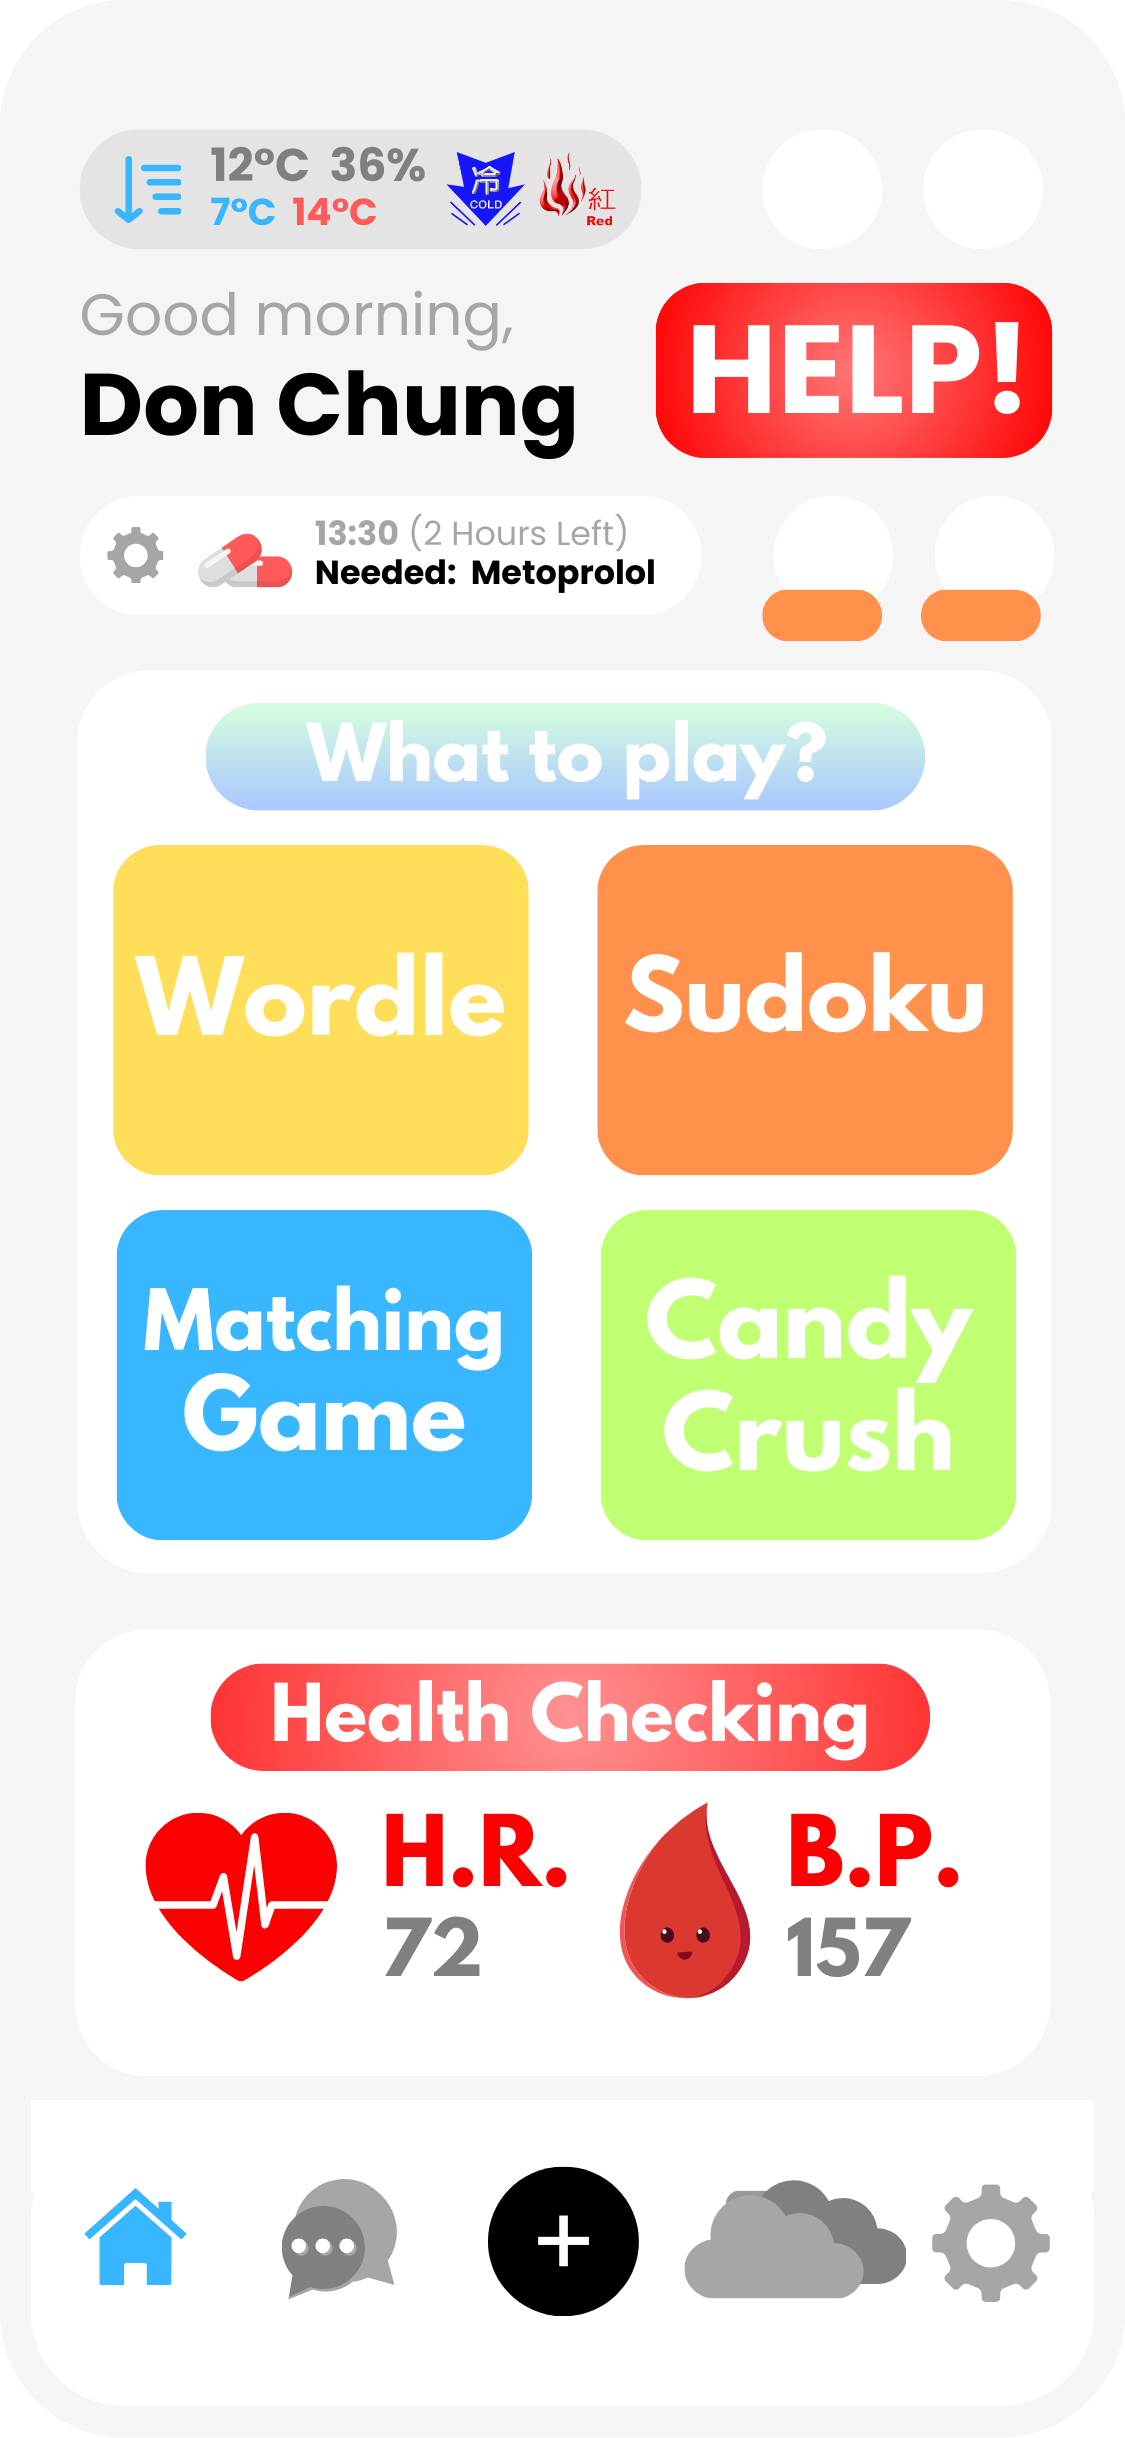 12°C 36%
7°C 14°C
冷
COLD
紅
Red
Good morning,
Don Chung
HELP!
13:30 (2 Hours Left)
Needed: Metoprolol
What to play?
Wordle
Sudoku
Matching
Game
Candy
Crush
Health Checking
H.R.
72
B.P.
157